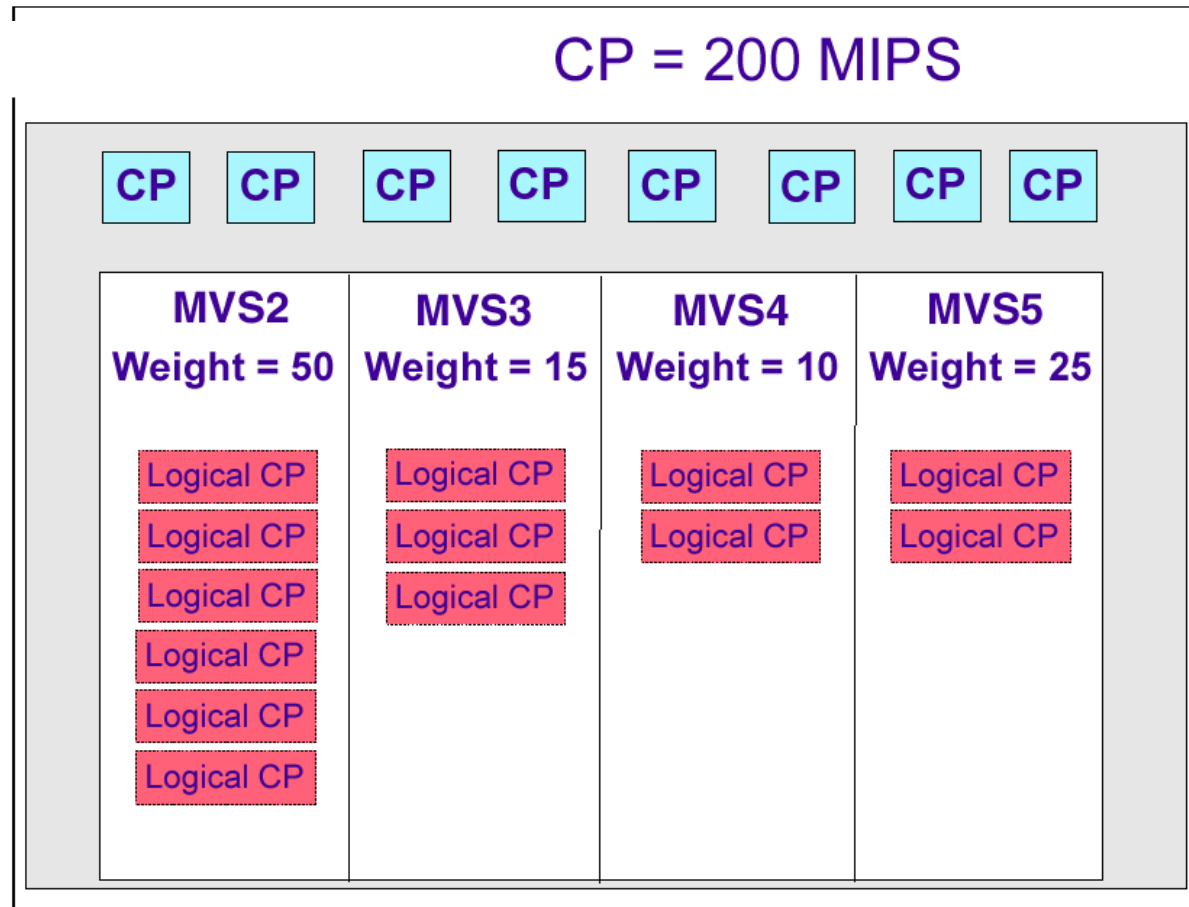 CP = 200 MIPS
CP CP CP CP CP CP CP CP
MVS2 MVS3 MVS4 MVS5
Weight = 50 Weight = 15 Weight = 10 Weight = 25
Logical CP Logical CP Logical CP Logical CP
Logical CP Logical CP Logical CP Logical CP
Logical CP Logical CP
Logical CP
Logical CP
Logical CP